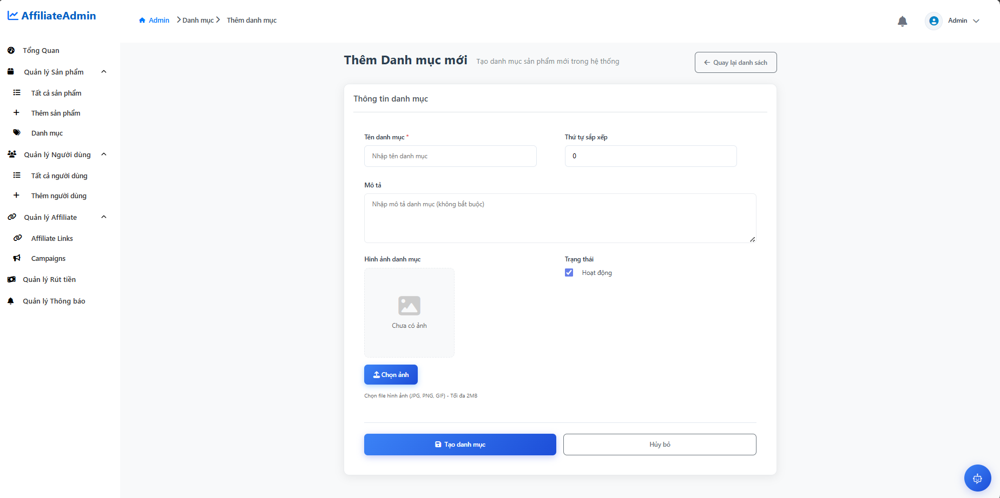 AffiliateAdmin
Admin > Danh mục > Thêm danh mục
Admin
Tổng Quan
Quản lý Sản phẩm
Tất cả sản phẩm
Thêm sản phẩm
Danh mục
Quản lý Người dùng
Tất cả người dùng
Thêm người dùng
Quản lý Affiliate
Affiliate Links
Campaigns
Quản lý Rút tiền
Quản lý Thông báo
Thêm Danh mục mới Tạo danh mục sản phẩm mới trong hệ thống
Quay lại danh sách
Thông tin danh mục
Tên danh mục *
Nhập tên danh mục
Thứ tự sắp xếp
0
Mô tả
Nhập mô tả danh mục (không bắt buộc)
Hình ảnh danh mục
Chưa có ảnh
Chọn ảnh
Chọn file hình ảnh (JPG, PNG, GIF) - Tối đa 2MB
Trạng thái
Hoạt động
Tạo danh mục
Hủy bỏ